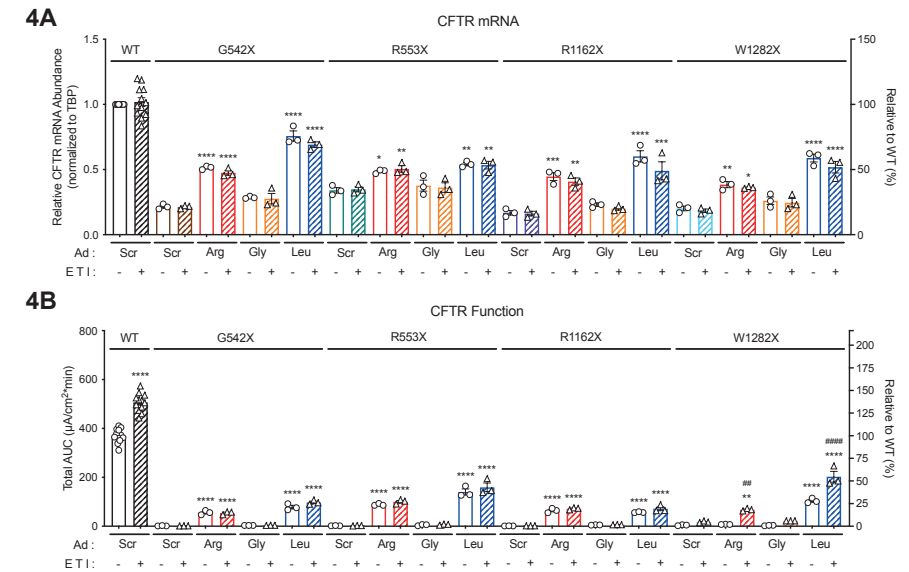 4A
CFTR mRNA
WT G542X R553X R1162X W1282X
Relative CFTR mRNA Abundance
(normalized to TBP)
1.5
1.0
0.5
0.0
150
100
50
0
Relative to WT (%)
**** **** **** **** * ** ** ** *** ** **** *** ** * **** ****
Ad : Scr Scr Arg Gly Leu Scr Arg Gly Leu Scr Arg Gly Leu Scr Arg Gly Leu
ETI : - + - + - + - + - + - + - + - + - + - + - + - + - + - + - + - + - +
4B
CFTR Function
WT G542X R553X R1162X W1282X
Total AUC (µA/cm²*min)
800
600
400
200
0
200
175
150
125
100
75
50
25
0
Relative to WT (%)
**** **** **** **** **** **** **** **** **** **** **** **** **** ## ** **** #### ****
Ad : Scr Scr Arg Gly Leu Scr Arg Gly Leu Scr Arg Gly Leu Scr Arg Gly Leu
ETI : - + - + - + - + - + - + - + - + - + - + - + - + - + - + - + - + - +